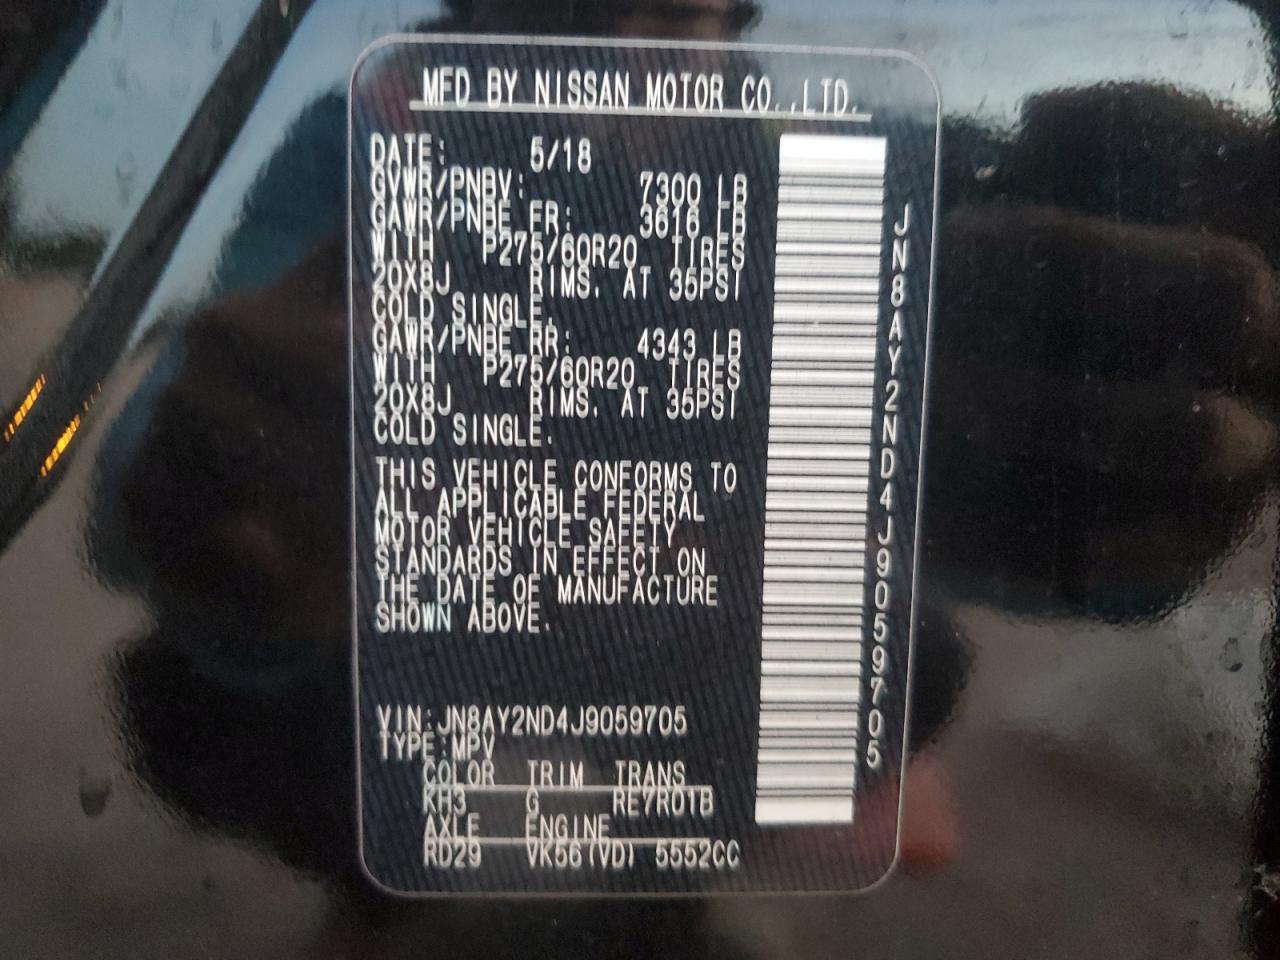 MFD BY NISSAN MOTOR CO.,LTD.
DATE: 5/18
GVWR/PNBV: 7300 LB
GAWR/PNBE FR: 3616 LB
WITH P275/60R20 TIRES
20X8J RIMS. AT 35PSI
COLD SINGLE.
GAWR/PNBE RR: 4343 LB
WITH P275/60R20 TIRES
20X8J RIMS. AT 35PSI
COLD SINGLE.
THIS VEHICLE CONFORMS TO
ALL APPLICABLE FEDERAL
MOTOR VEHICLE SAFETY
STANDARDS IN EFFECT ON
THE DATE OF MANUFACTURE
SHOWN ABOVE.
VIN:JN8AY2ND4J9059705
TYPE:MPV
COLOR TRIM TRANS
KH3 G RE7R01B
AXLE ENGINE
RD29 VK56(VD) 5552CC
JN8AY2ND4J9059705